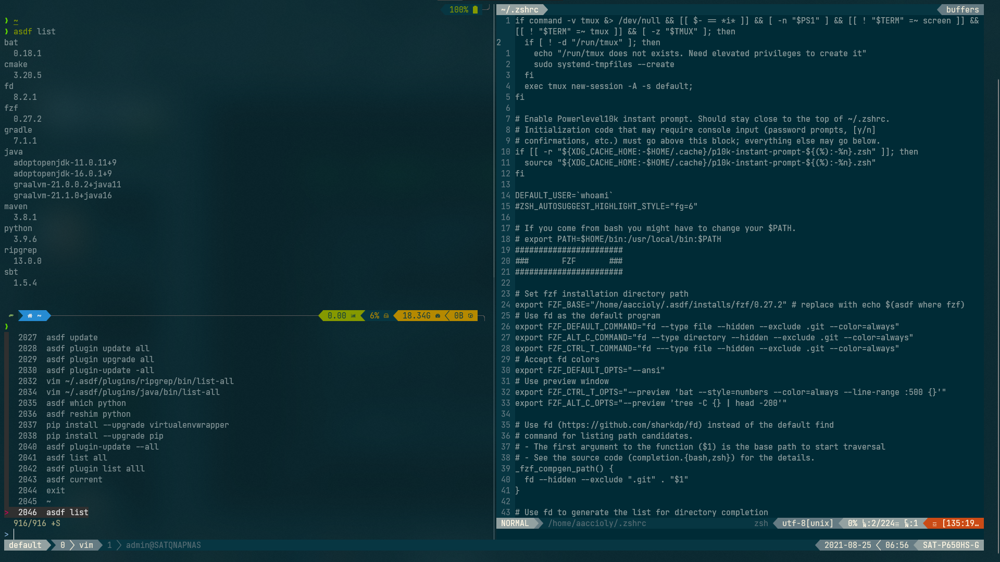 100%
❯ ~
❯ asdf list
bat
  0.18.1
cmake
  3.20.5
fd
  8.2.1
fzf
  0.27.2
gradle
  7.1.1
java
  adoptopenjdk-11.0.11+9
  adoptopenjdk-16.0.1+9
  graalvm-21.0.0.2+java11
  graalvm-21.1.0+java16
maven
  3.8.1
python
  3.9.6
ripgrep
  13.0.0
sbt
  1.5.4
~ 0.00 6% 18.34G 0B
❯
2027  asdf update
2028  asdf plugin update all
2029  asdf plugin upgrade all
2030  asdf plugin-update -all
2032  vim ~/.asdf/plugins/ripgrep/bin/list-all
2034  vim ~/.asdf/plugins/java/bin/list-all
2035  asdf which python
2036  asdf reshim python
2037  pip install --upgrade virtualenvwrapper
2038  pip install --upgrade pip
2040  asdf plugin-update --all
2041  asdf list all
2042  asdf plugin list alll
2043  asdf current
2044  exit
2045  ~
> 2046  asdf list
916/916 +S
>
~/.zshrc buffers
1 if command -v tmux &> /dev/null && [[ $- == *i* ]] && [ -n "$PS1" ] && [[ ! "$TERM" =~ screen ]] &&
[[ ! "$TERM" =~ tmux ]] && [ -z "$TMUX" ]; then
2   if [ ! -d "/run/tmux" ]; then
1     echo "/run/tmux does not exists. Need elevated privileges to create it"
2     sudo systemd-tmpfiles --create
3   fi
4   exec tmux new-session -A -s default;
5 fi
6
7 # Enable Powerlevel10k instant prompt. Should stay close to the top of ~/.zshrc.
8 # Initialization code that may require console input (password prompts, [y/n]
9 # confirmations, etc.) must go above this block; everything else may go below.
10 if [[ -r "${XDG_CACHE_HOME:-$HOME/.cache}/p10k-instant-prompt-${(%):-%n}.zsh" ]]; then
11   source "${XDG_CACHE_HOME:-$HOME/.cache}/p10k-instant-prompt-${(%):-%n}.zsh"
12 fi
13
14 DEFAULT_USER=`whoami`
15 #ZSH_AUTOSUGGEST_HIGHLIGHT_STYLE="fg=6"
16
17 # If you come from bash you might have to change your $PATH.
18 # export PATH=$HOME/bin:/usr/local/bin:$PATH
19 #######################
20 ###       FZF       ###
21 #######################
22
23 # Set fzf installation directory path
24 export FZF_BASE="/home/aaccioly/.asdf/installs/fzf/0.27.2" # replace with echo $(asdf where fzf)
25 # Use fd as the default program
26 export FZF_DEFAULT_COMMAND="fd --type file --hidden --exclude .git --color=always"
27 export FZF_ALT_C_COMMAND="fd --type directory --hidden --exclude .git --color=always"
28 export FZF_CTRL_T_COMMAND="fd ---type file --hidden --exclude .git --color=always"
29 # Accept fd colors
30 export FZF_DEFAULT_OPTS="--ansi"
31 # Use preview window
32 export FZF_CTRL_T_OPTS="--preview 'bat --style=numbers --color=always --line-range :500 {}'"
33 export FZF_ALT_C_OPTS="--preview 'tree -C {} | head -200'"
34
35 # Use fd (https://github.com/sharkdp/fd) instead of the default find
36 # command for listing path candidates.
37 # - The first argument to the function ($1) is the base path to start traversal
38 # - See the source code (completion.{bash,zsh}) for the details.
39 _fzf_compgen_path() {
40   fd --hidden --exclude ".git" . "$1"
41 }
42
43 # Use fd to generate the list for directory completion
NORMAL /home/aaccioly/.zshrc zsh utf-8[unix] 0% ㏑:2/224≡ ℅:1 ≡ [135:19…
default 0 vim 1 admin@SATQNAPNAS 2021-08-25 06:56 SAT-P650HS-G